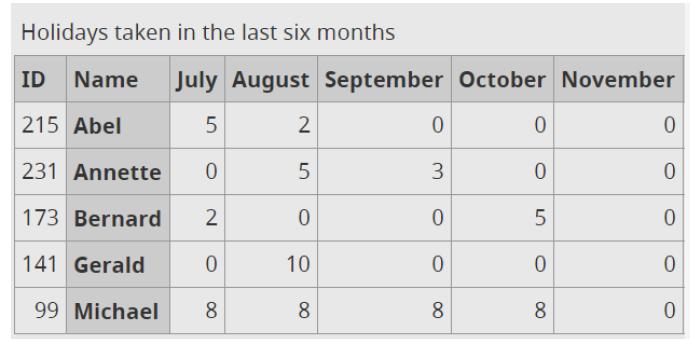 Holidays taken in the last six months
ID Name July August September October November
215 Abel 5 2 0 0 0
231 Annette 0 5 3 0 0
173 Bernard 2 0 0 5 0
141 Gerald 0 10 0 0 0
99 Michael 8 8 8 8 0